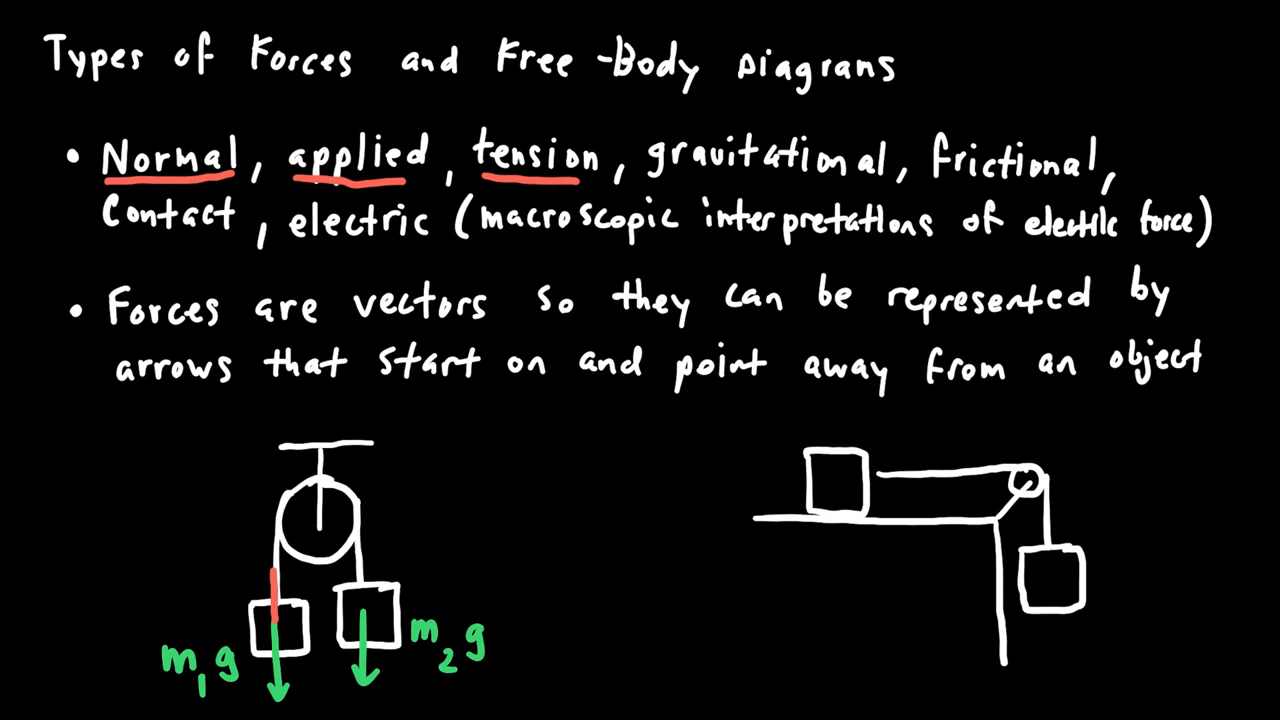 Types of Forces and Free-Body Diagrams
• Normal, applied, tension, gravitational, frictional,
Contact, electric (macroscopic interpretations of electric force)
• Forces are vectors so they can be represented by
arrows that start on and point away from an object
m₁g
m₂g